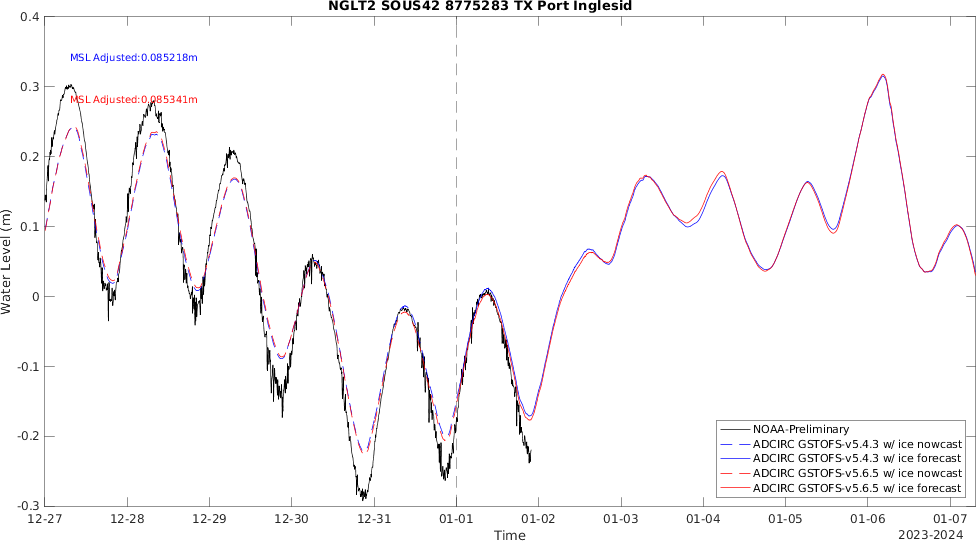 NGLT2 SOUS42 8775283 TX Port Inglesid
0.4
MSL Adjusted:0.085218m
0.3
MSL Adjusted:0.085341m
0.2
0.1
Water Level (m)
0
-0.1
-0.2
NOAA-Preliminary
ADCIRC GSTOFS-v5.4.3 w/ ice nowcast
ADCIRC GSTOFS-v5.4.3 w/ ice forecast
ADCIRC GSTOFS-v5.6.5 w/ ice nowcast
ADCIRC GSTOFS-v5.6.5 w/ ice forecast
-0.3
12-27 12-28 12-29 12-30 12-31 01-01 01-02 01-03 01-04 01-05 01-06 01-07
Time
2023-2024